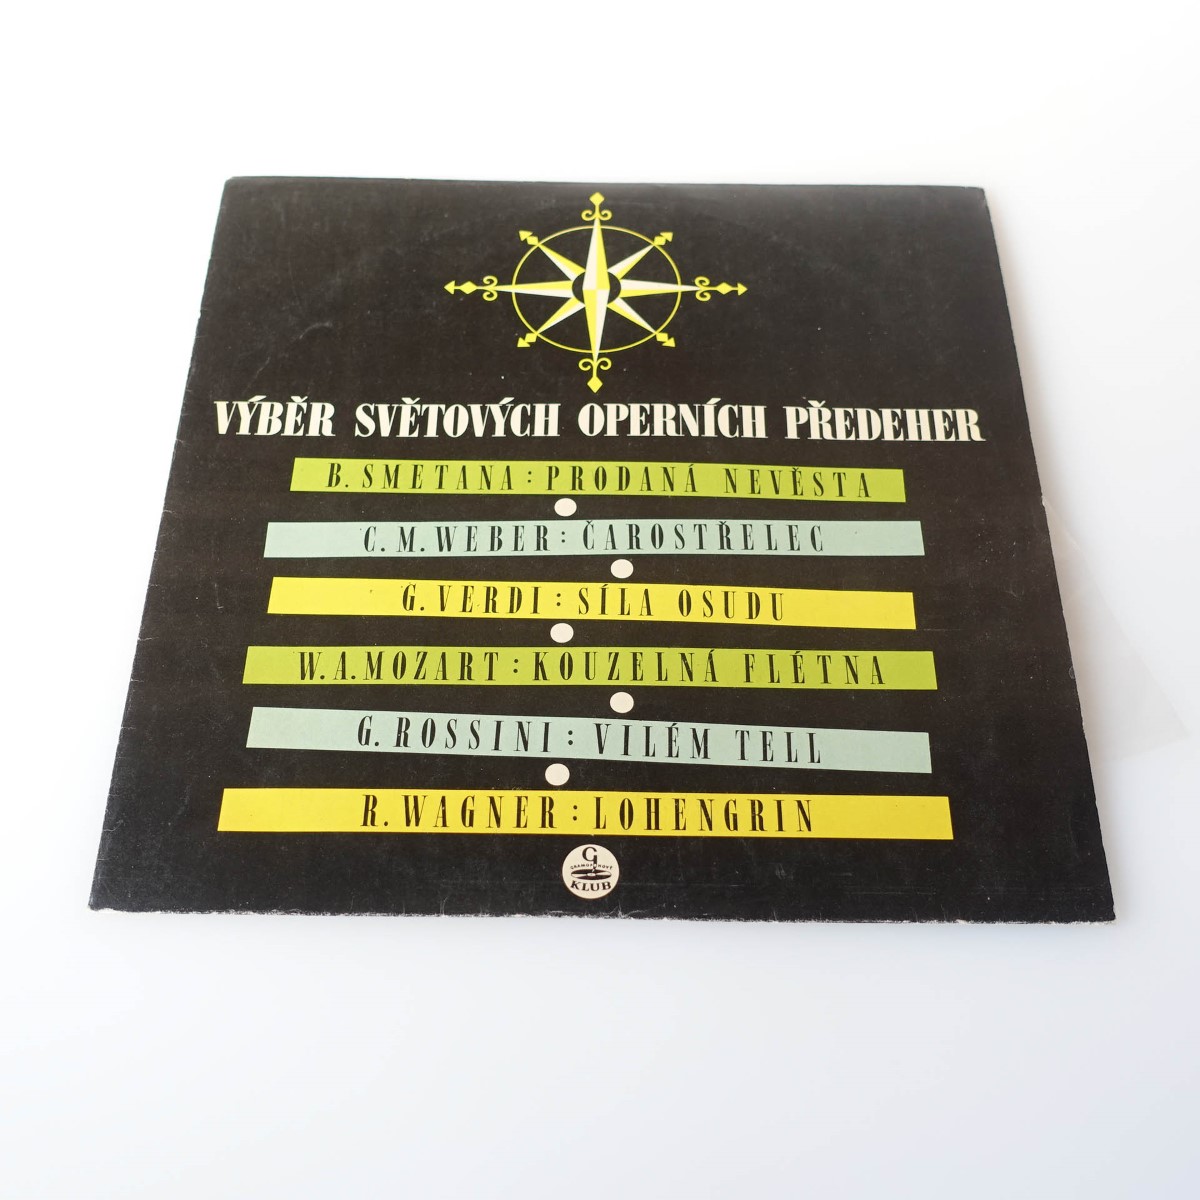 VÝBĚR SVĚTOVÝCH OPERNÍCH PŘEDEHER
B. SMETANA: PRODANÁ NEVĚSTA
C. M. WEBER: ČAROSTŘELEC
G. VERDI: SÍLA OSUDU
W. A. MOZART: KOUZELNÁ FLÉTNA
G. ROSSINI: VILÉM TELL
R. WAGNER: LOHENGRIN
G
GRAMOFONOVÝ
KLUB